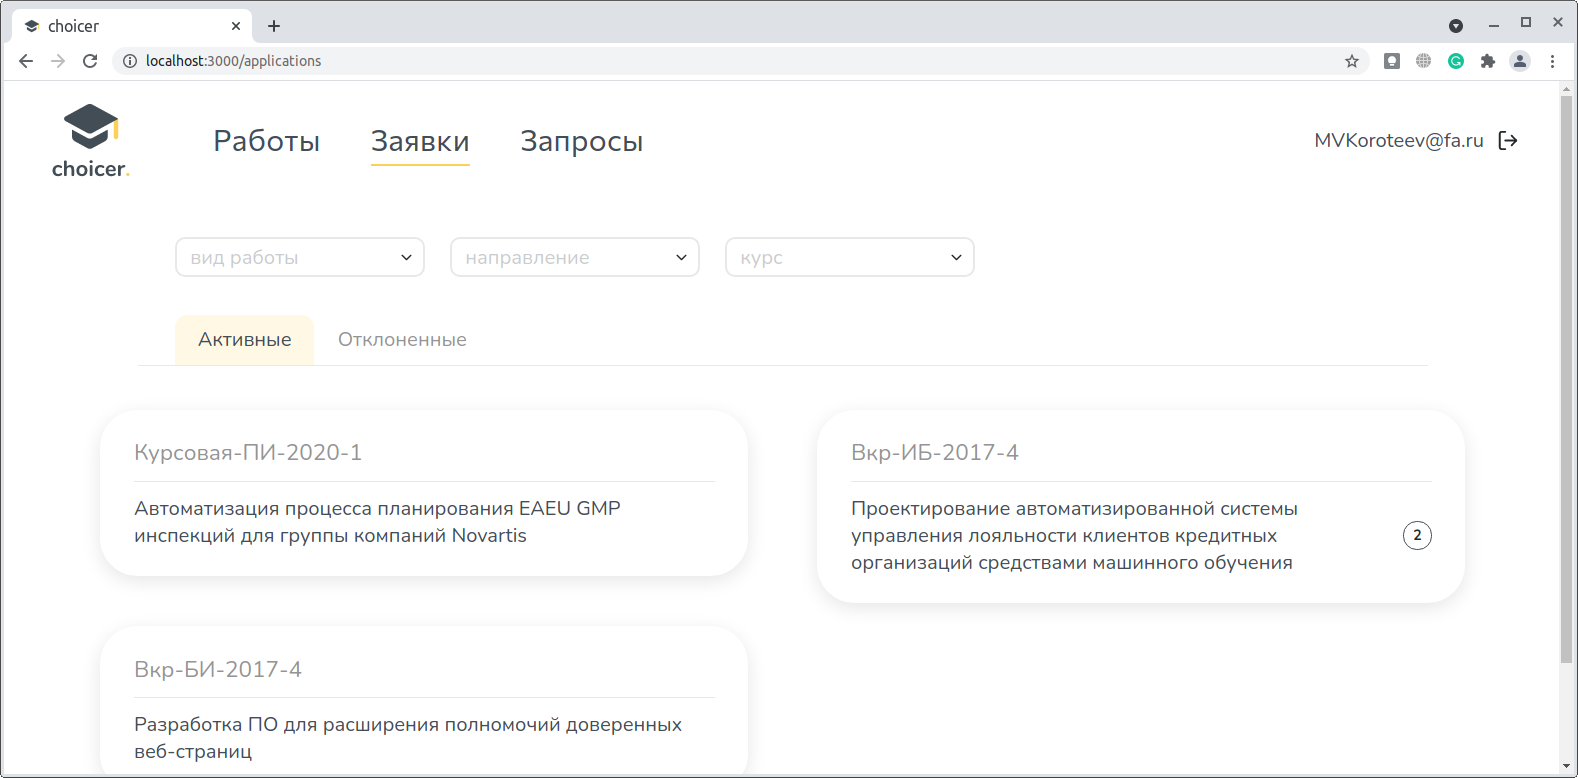 choicer
localhost:3000/applications
choicer.
Работы
Заявки
Запросы
MVKoroteev@fa.ru
вид работы
направление
курс
Активные
Отклоненные
Курсовая-ПИ-2020-1
Автоматизация процесса планирования EAEU GMP
инспекций для группы компаний Novartis
Вкр-ИБ-2017-4
Проектирование автоматизированной системы
управления лояльности клиентов кредитных
организаций средствами машинного обучения
2
Вкр-БИ-2017-4
Разработка ПО для расширения полномочий доверенных
веб-страниц